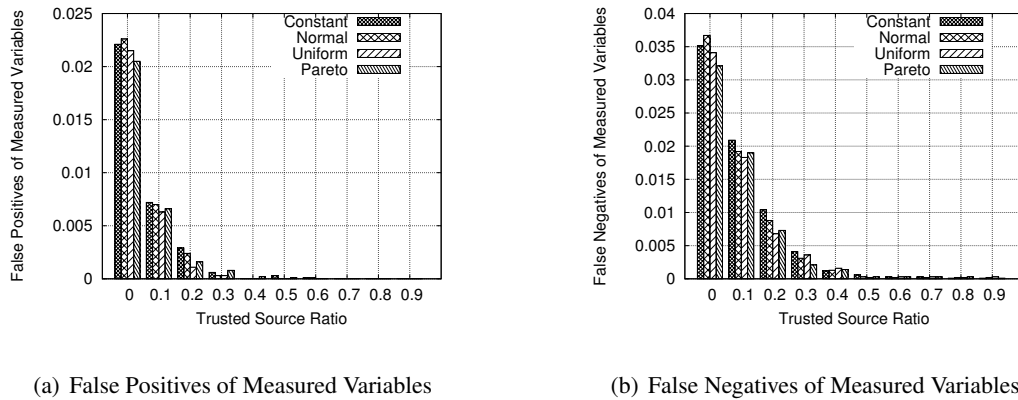 False Positives of Measured Variables
0.025
0.02
0.015
0.01
0.005
0
Constant
Normal
Uniform
Pareto
0 0.1 0.2 0.3 0.4 0.5 0.6 0.7 0.8 0.9
Trusted Source Ratio
(a) False Positives of Measured Variables
False Negatives of Measured Variables
0.04
0.035
0.03
0.025
0.02
0.015
0.01
0.005
0
Constant
Normal
Uniform
Pareto
0 0.1 0.2 0.3 0.4 0.5 0.6 0.7 0.8 0.9
Trusted Source Ratio
(b) False Negatives of Measured Variables